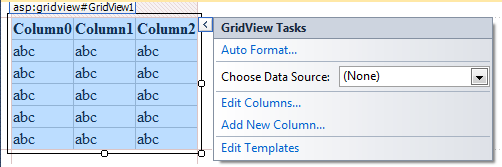 asp:gridview#GridView1
Column0 Column1 Column2
abc abc abc
abc abc abc
abc abc abc
abc abc abc
abc abc abc
GridView Tasks
Auto Format...
Choose Data Source: (None)
Edit Columns...
Add New Column...
Edit Templates